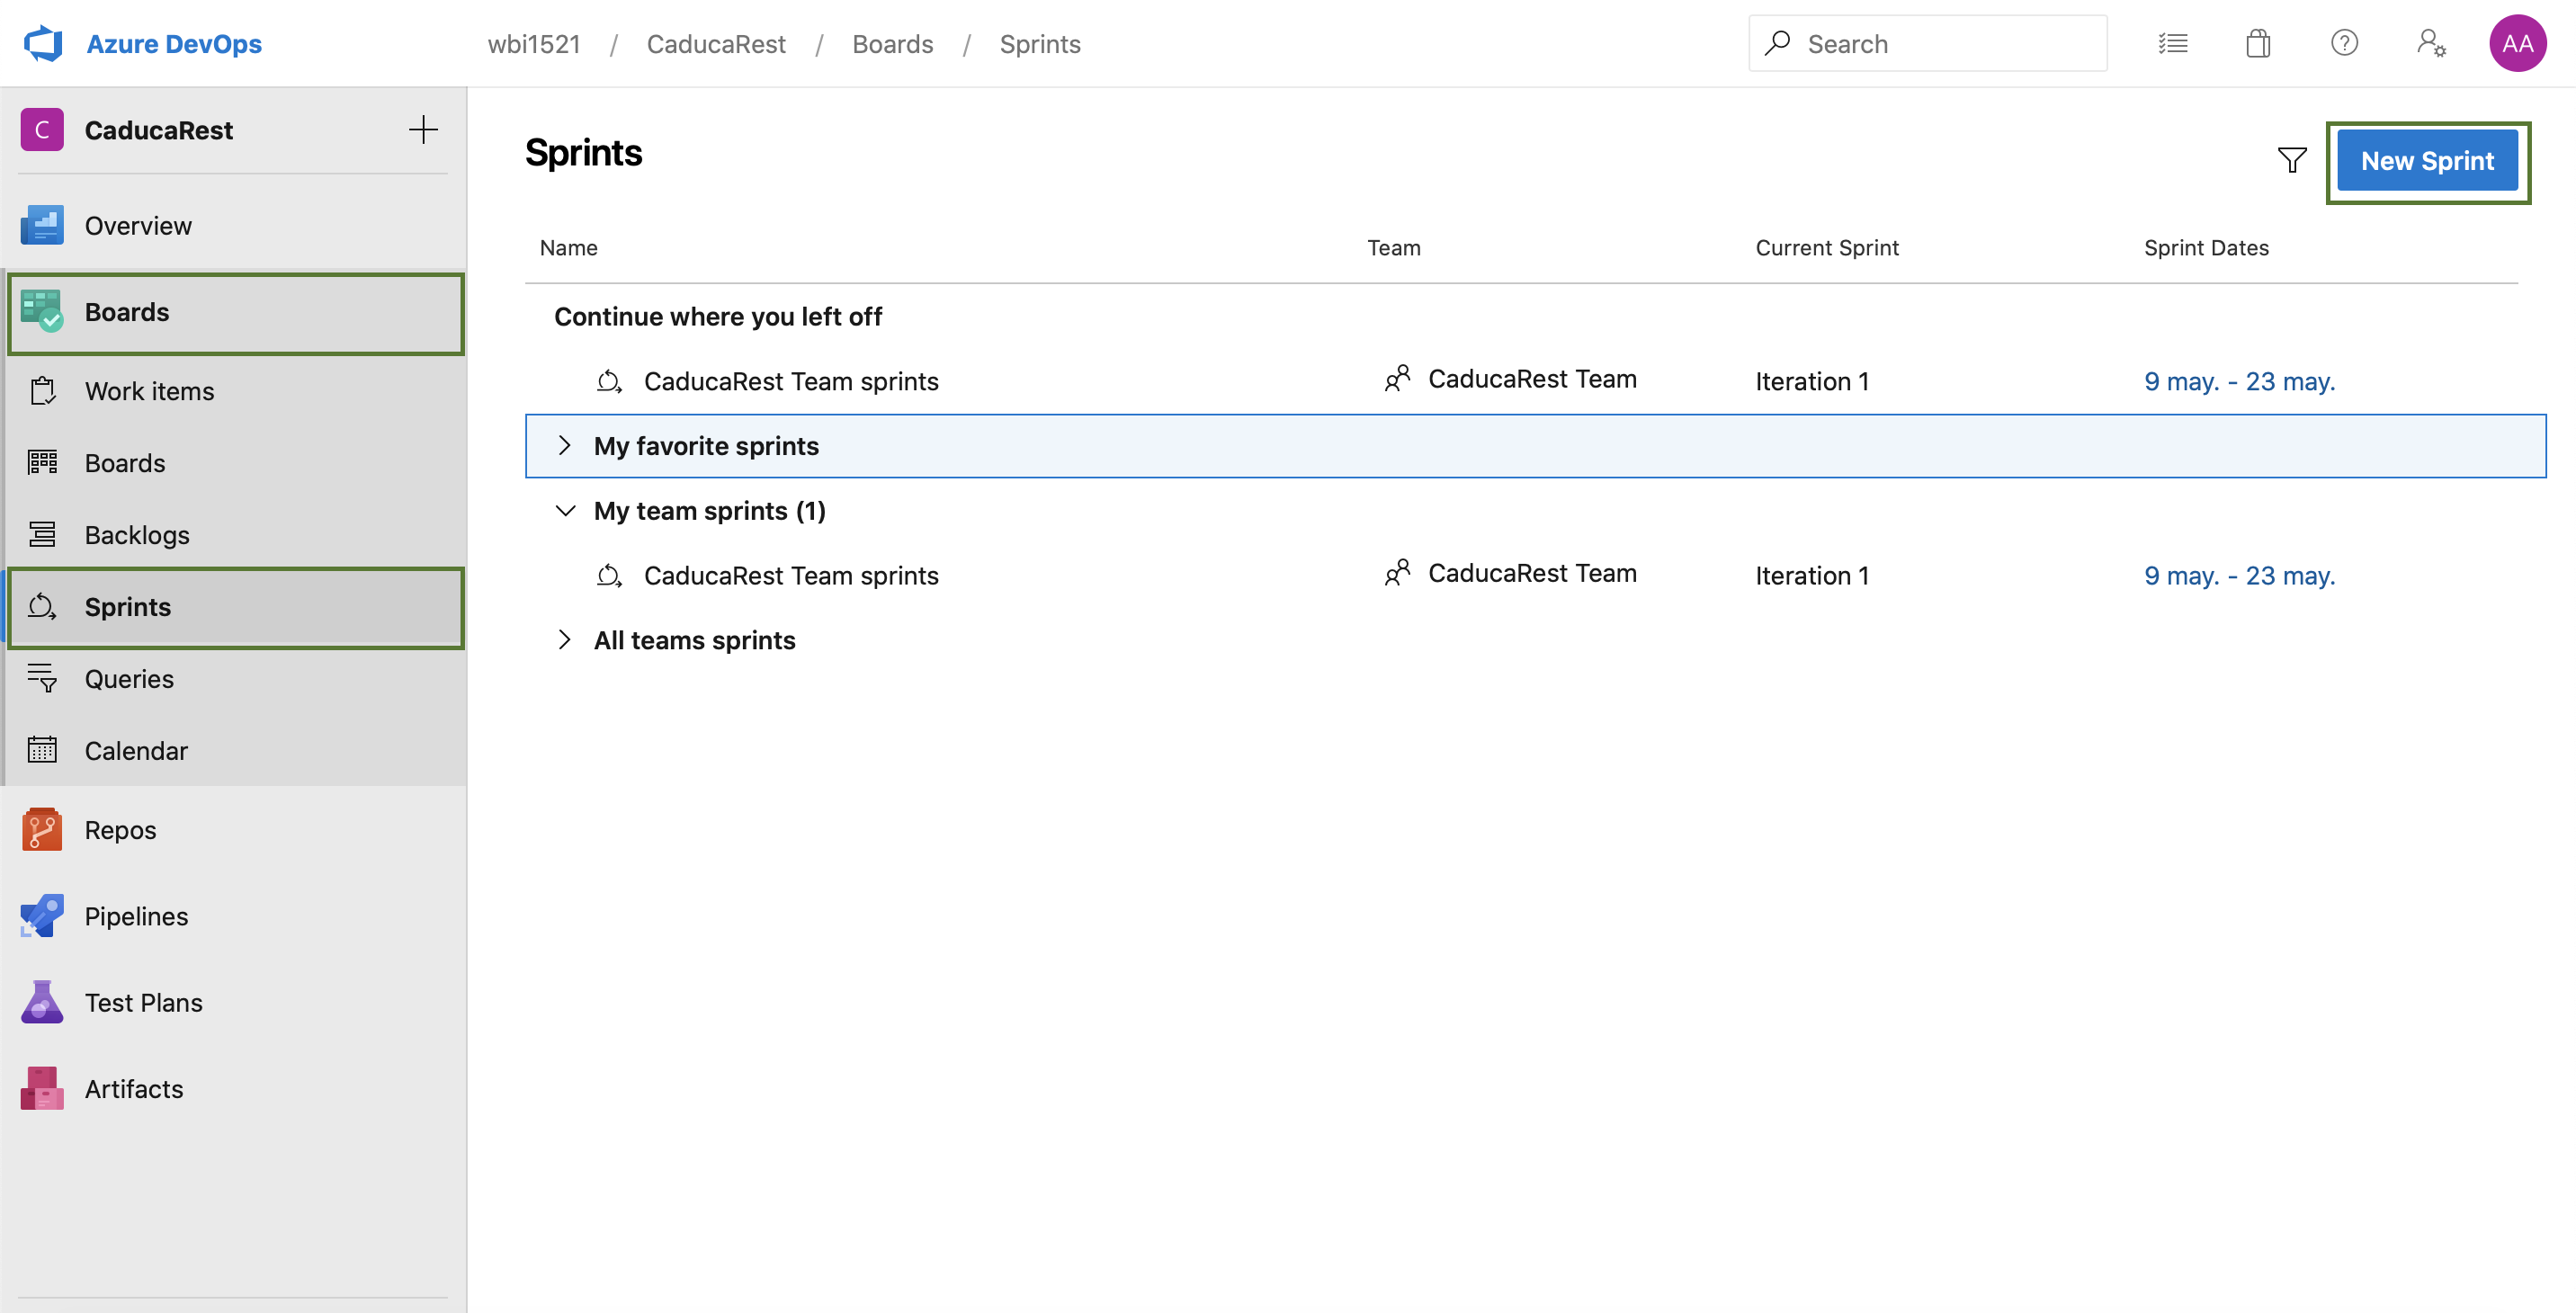 Azure DevOps
wbi1521 / CaducaRest / Boards / Sprints
Search
AA
C CaducaRest
Overview
Boards
Work items
Boards
Backlogs
Sprints
Queries
Calendar
Repos
Pipelines
Test Plans
Artifacts
Sprints
New Sprint
Name Team Current Sprint Sprint Dates
Continue where you left off
CaducaRest Team sprints CaducaRest Team Iteration 1 9 may. - 23 may.
My favorite sprints
My team sprints (1)
CaducaRest Team sprints CaducaRest Team Iteration 1 9 may. - 23 may.
All teams sprints